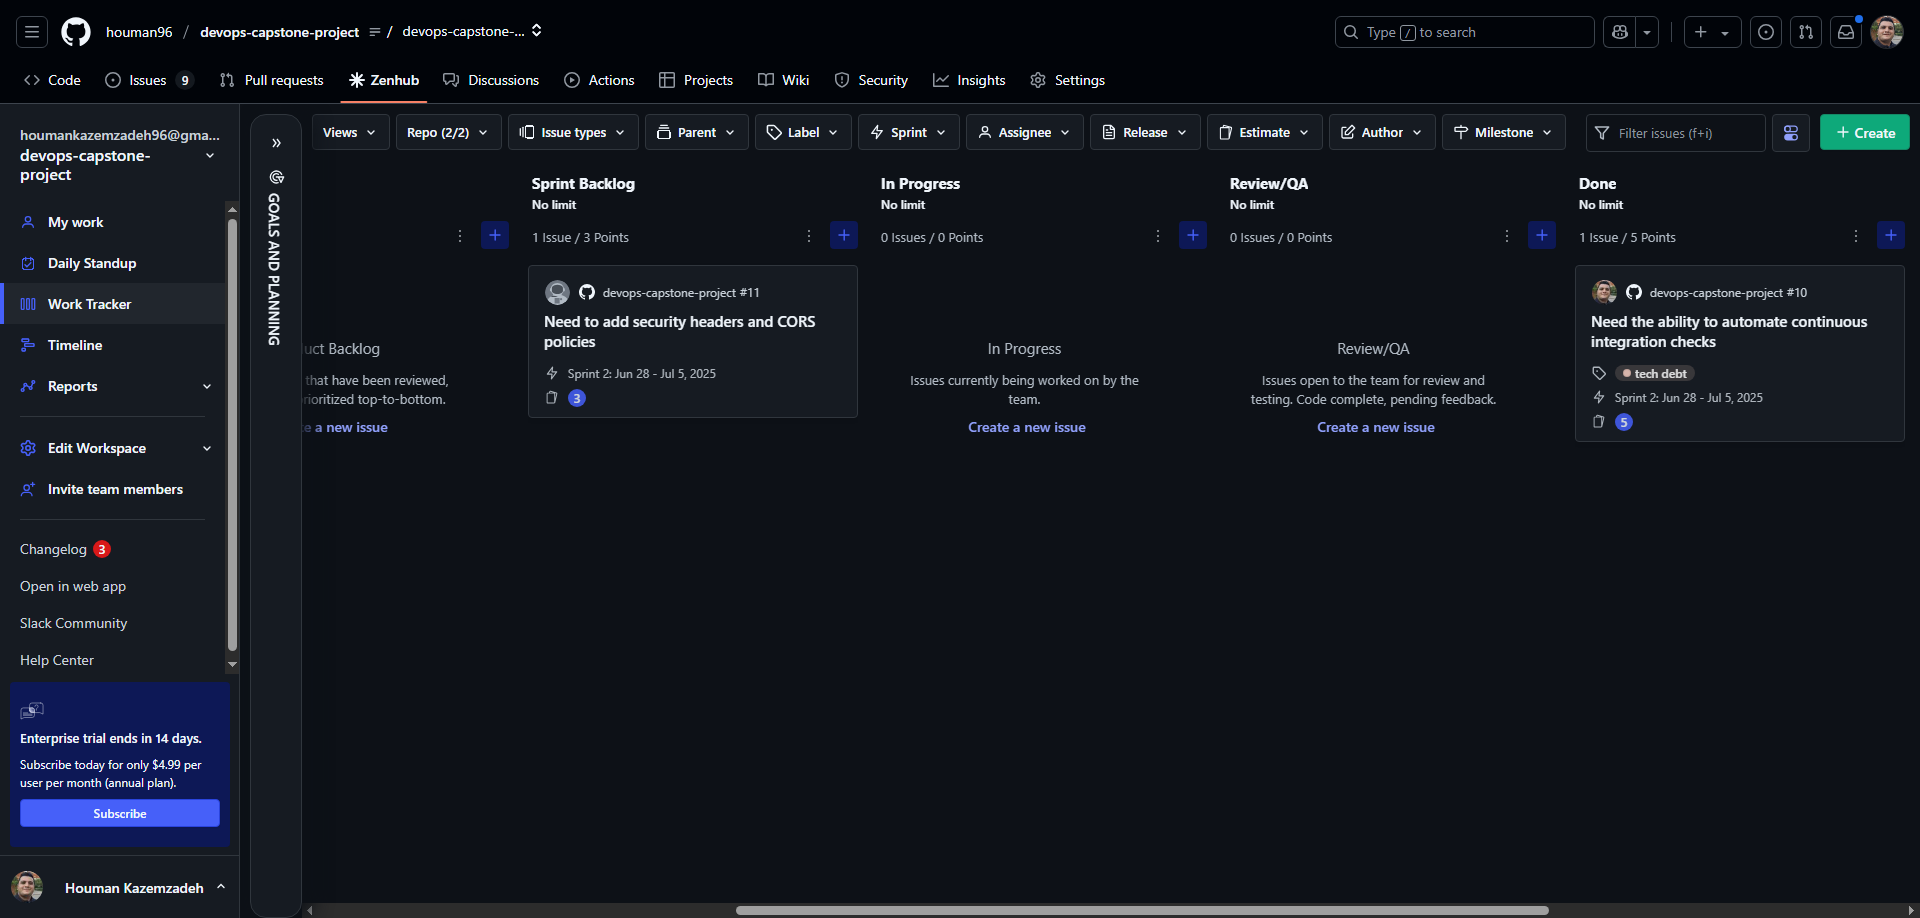 houman96 / devops-capstone-project / devops-capstone-...
Type / to search
Code
Issues 9
Pull requests
Zenhub
Discussions
Actions
Projects
Wiki
Security
Insights
Settings
houmankazemzadeh96@gma...
devops-capstone-
project
My work
Daily Standup
Work Tracker
Timeline
Reports
Edit Workspace
Invite team members
Changelog 3
Open in web app
Slack Community
Help Center
Enterprise trial ends in 14 days.
Subscribe today for only $4.99 per
user per month (annual plan).
Subscribe
Houman Kazemzadeh
GOALS AND PLANNING
Views
Repo (2/2)
Issue types
Parent
Label
Sprint
Assignee
Release
Estimate
Author
Milestone
Filter issues (f+i)
+ Create
uct Backlog
that have been reviewed,
rioritized top-to-bottom.
e a new issue
Sprint Backlog
No limit
1 Issue / 3 Points
devops-capstone-project #11
Need to add security headers and CORS
policies
Sprint 2: Jun 28 - Jul 5, 2025
3
In Progress
No limit
0 Issues / 0 Points
In Progress
Issues currently being worked on by the
team.
Create a new issue
Review/QA
No limit
0 Issues / 0 Points
Review/QA
Issues open to the team for review and
testing. Code complete, pending feedback.
Create a new issue
Done
No limit
1 Issue / 5 Points
devops-capstone-project #10
Need the ability to automate continuous
integration checks
tech debt
Sprint 2: Jun 28 - Jul 5, 2025
5